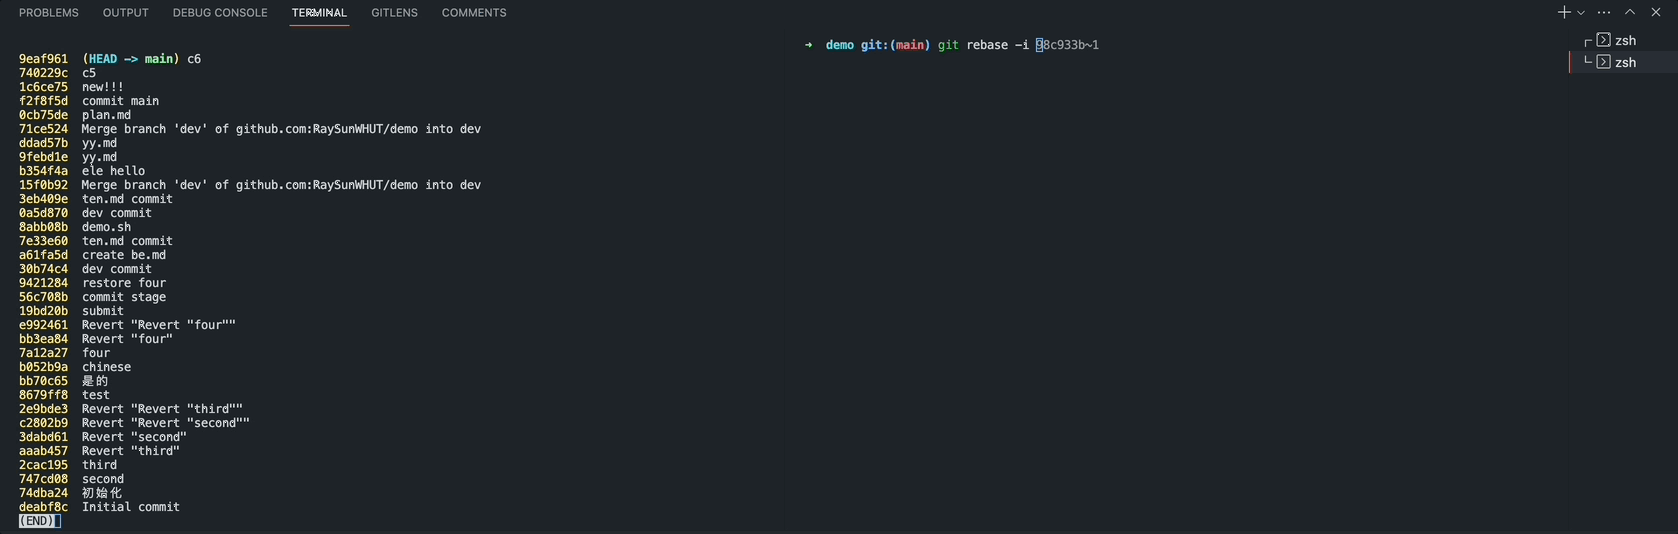 PROBLEMS OUTPUT DEBUG CONSOLE TERMINAL GITLENS COMMENTS
9eaf961 (HEAD -> main) c6
740229c c5
1c6ce75 new!!!
f2f8f5d commit main
0cb75de plan.md
71ce524 Merge branch 'dev' of github.com:RaySunWHUT/demo into dev
ddad57b yy.md
9febd1e yy.md
b354f4a ele hello
15f0b92 Merge branch 'dev' of github.com:RaySunWHUT/demo into dev
3eb409e ten.md commit
0a5d870 dev commit
8abb08b demo.sh
7e33e60 ten.md commit
a61fa5d create be.md
30b74c4 dev commit
9421284 restore four
56c708b commit stage
19bd20b submit
e992461 Revert "Revert "four""
bb3ea84 Revert "four"
7a12a27 four
b052b9a chinese
bb70c65 是的
8679ff8 test
2e9bde3 Revert "Revert "third""
c2802b9 Revert "Revert "second""
3dabd61 Revert "second"
aaab457 Revert "third"
2cac195 third
747cd08 second
74dba24 初始化
deabf8c Initial commit
(END)
➜ demo git:(main) git rebase -i 98c933b~1
zsh
zsh